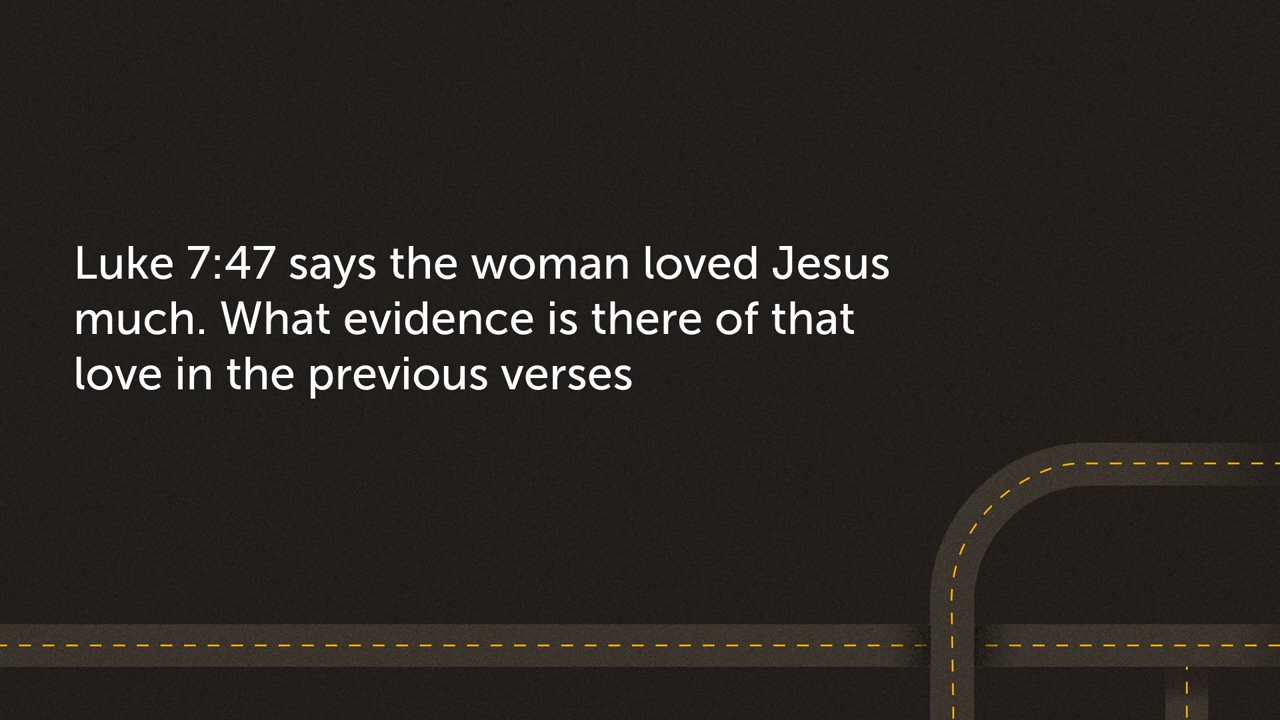 Luke 7:47 says the woman loved Jesus
much. What evidence is there of that
love in the previous verses